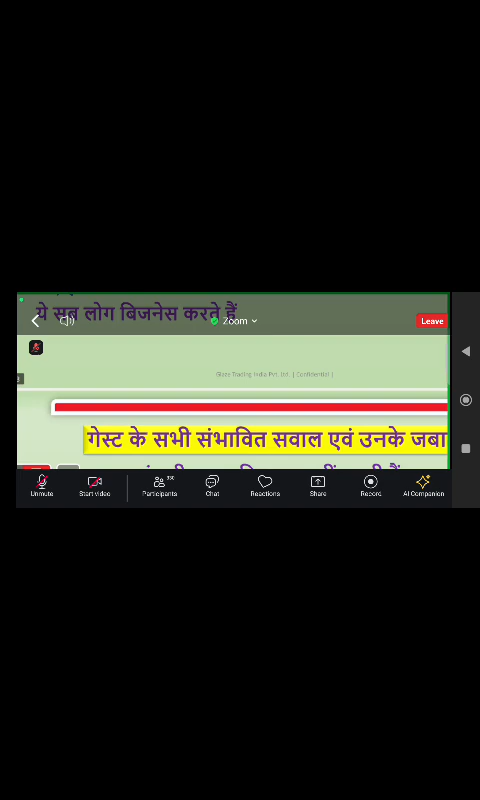 ये सब लोग बिजनेस करते हैं
Zoom
Leave
Glaze Trading India Pvt. Ltd. | Confidential |
गेस्ट के सभी संभावित सवाल एवं उनके जबा
Unmute
Start video
Participants
Chat
Reactions
Share
Record
AI Companion